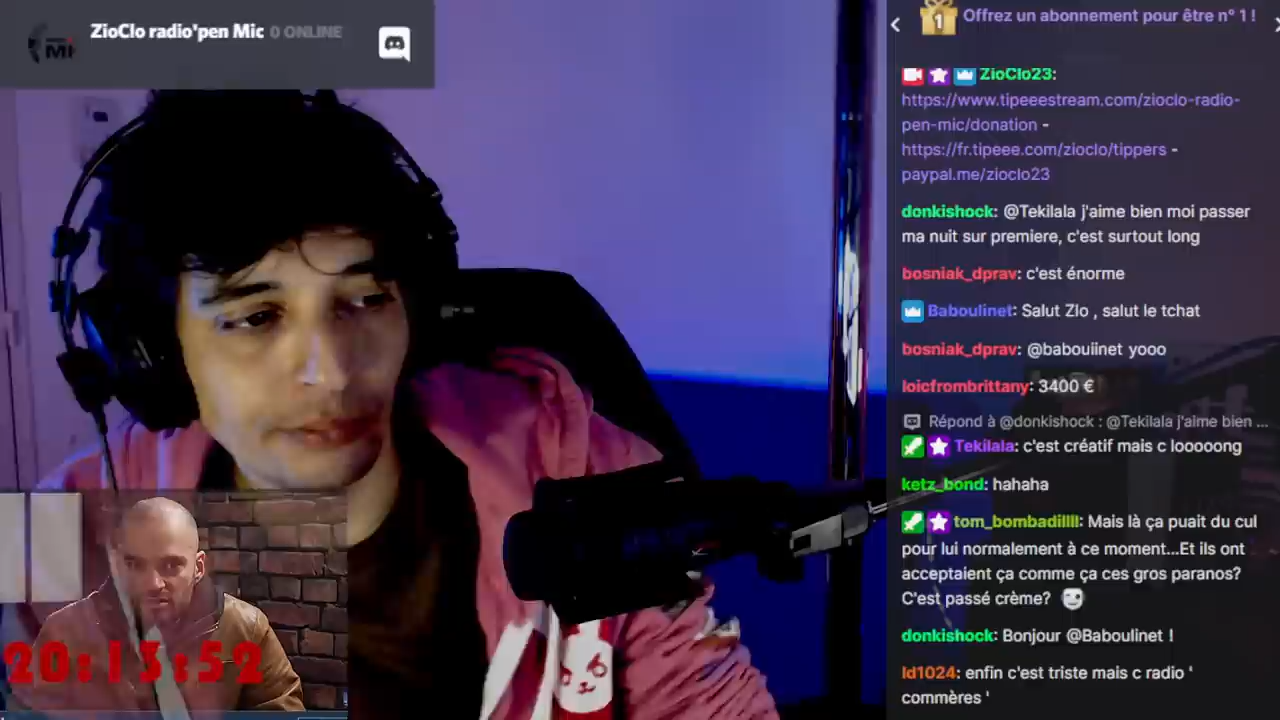 ZioClo radio'pen Mic 0 ONLINE
MI
Offrez un abonnement pour être n° 1 !
1
ZioClo23:
https://www.tipeeestream.com/zioclo-radio-
pen-mic/donation -
https://fr.tipeee.com/zioclo/tippers -
paypal.me/zioclo23
donkishock: @Tekilala j'aime bien moi passer
ma nuit sur premiere, c'est surtout long
bosniak_dprav: c'est énorme
Baboulinet: Salut Zio , salut le tchat
bosniak_dprav: @babouiinet yooo
loicfrombrittany: 3400 €
Répond à @donkishock : @Tekilala j'aime bien ...
Tekilala: c'est créatif mais c looooong
ketz_bond: hahaha
tom_bombadillll: Mais là ça puait du cul
pour lui normalement à ce moment...Et ils ont
acceptaient ça comme ça ces gros paranos?
C'est passé crème?
donkishock: Bonjour @Baboulinet !
ld1024: enfin c'est triste mais c radio '
commères '
20:13:52